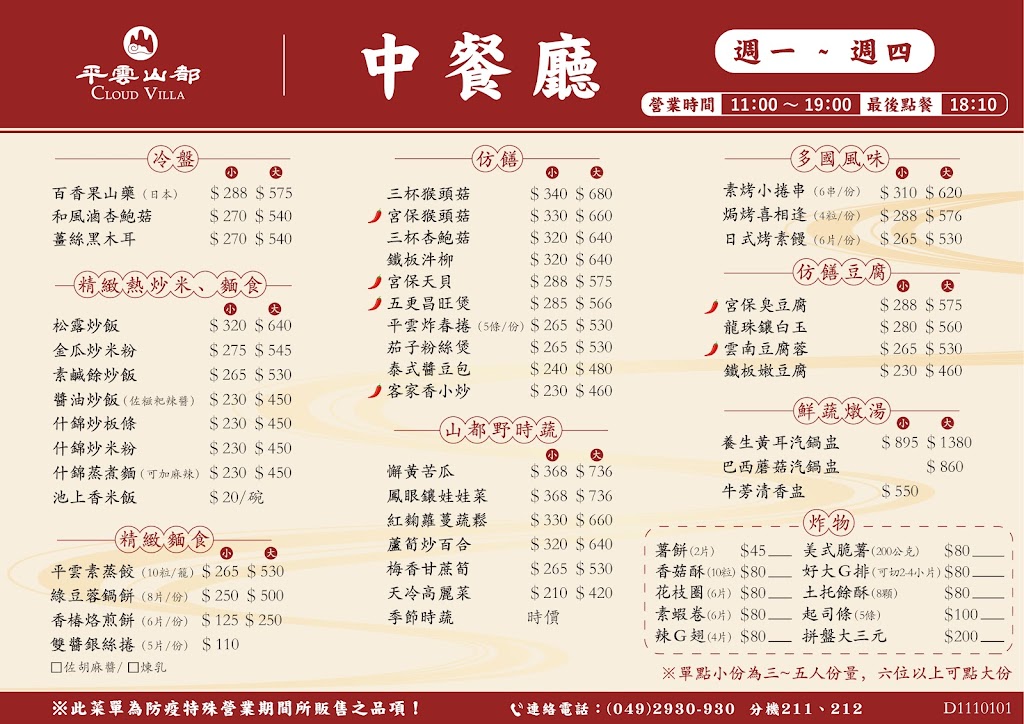 平雲山都
CLOUD VILLA
中餐廳
週一 ~ 週四
營業時間 11:00～19:00 最後點餐 18:10
冷盤
小 大
百香果山藥(日本) $288 $575
和風滷杏鮑菇 $270 $540
薑絲黑木耳 $270 $540
精緻熱炒米、麵食
小 大
松露炒飯 $320 $640
金瓜炒米粉 $275 $545
素鹹餘炒飯 $265 $530
醬油炒飯(佐糍粑辣醬) $230 $450
什錦炒板條 $230 $450
什錦炒米粉 $230 $450
什錦蒸煮麵(可加麻辣) $230 $450
池上香米飯 $20/碗
精緻麵食
小 大
平雲素蒸餃(10粒/籠) $265 $530
綠豆蓉鍋餅(8片/份) $250 $500
香椿烙煎餅(6片/份) $125 $250
雙醬銀絲捲(5片/份) $110
□佐胡麻醬/□煉乳
仿饍
小 大
三杯猴頭菇 $340 $680
宮保猴頭菇 $330 $660
三杯杏鮑菇 $320 $640
鐵板汼柳 $320 $640
宮保天貝 $288 $575
五更昌旺煲 $285 $566
平雲炸春捲(5條/份) $265 $530
茄子粉絲煲 $265 $530
泰式醬豆包 $240 $480
客家香小炒 $230 $460
山都野時蔬
小 大
懈黃苦瓜 $368 $736
鳳眼鑲娃娃菜 $368 $736
紅麴蘿蔓蔬鬆 $330 $660
蘆筍炒百合 $320 $640
梅香甘蔗筍 $265 $530
天冷高麗菜 $210 $420
季節時蔬 時價
多國風味
小 大
素烤小捲串(6串/份) $310 $620
焗烤喜相逢(4粒/份) $288 $576
日式烤素饅(6片/份) $265 $530
仿饍豆腐
小 大
宮保臭豆腐 $288 $575
龍珠鑲白玉 $280 $560
雲南豆腐蓉 $265 $530
鐵板嫩豆腐 $230 $460
鮮蔬燉湯
小 大
養生黃耳汽鍋盅 $895 $1380
巴西蘑菇汽鍋盅 $860
牛蒡清香盅 $550
炸物
薯餅(2片) $45___ 美式脆薯(200公克) $80___
香菇酥(10粒) $80___ 好大G排(可切2-4小片) $80___
花枝圈(6片) $80___ 土托餘酥(8顆) $80___
素蝦卷(6片) $80___ 起司條(5條) $100___
辣G翅(4片) $80___ 拼盤大三元 $200___
※單點小份為三~五人份量，六位以上可點大份
※此菜單為防疫特殊營業期間所販售之品項！
連絡電話：(049)2930-930 分機211、212
D1110101